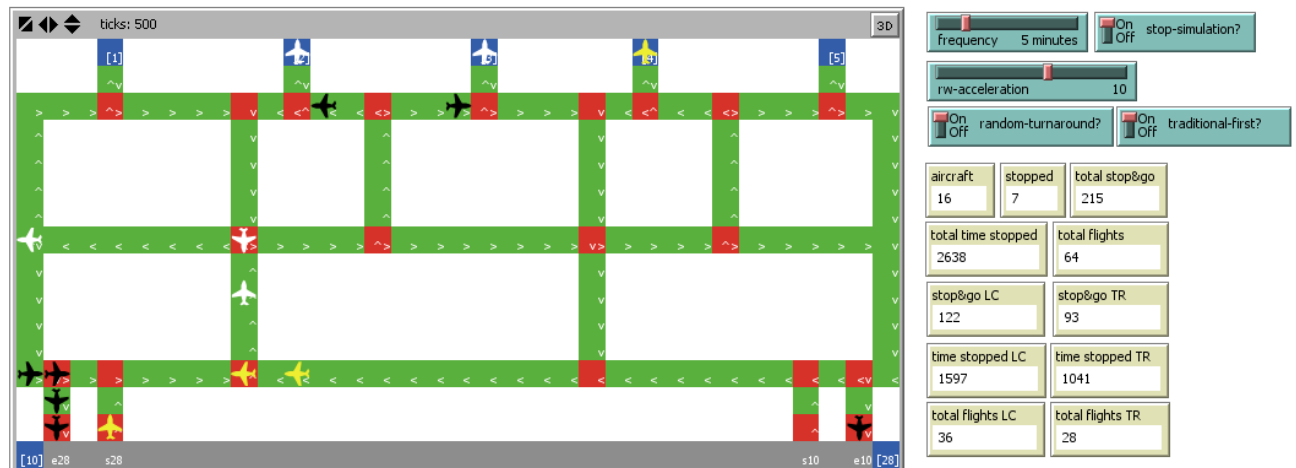 ticks: 500
3D
[1]
[5]
[10] e28 s28 s10 e10 [28]
frequency 5 minutes
On
Off
stop-simulation?
rw-acceleration 10
On
Off
random-turnaround?
On
Off
traditional-first?
aircraft
16
stopped
7
total stop&go
215
total time stopped
2638
total flights
64
stop&go LC
122
stop&go TR
93
time stopped LC
1597
time stopped TR
1041
total flights LC
36
total flights TR
28